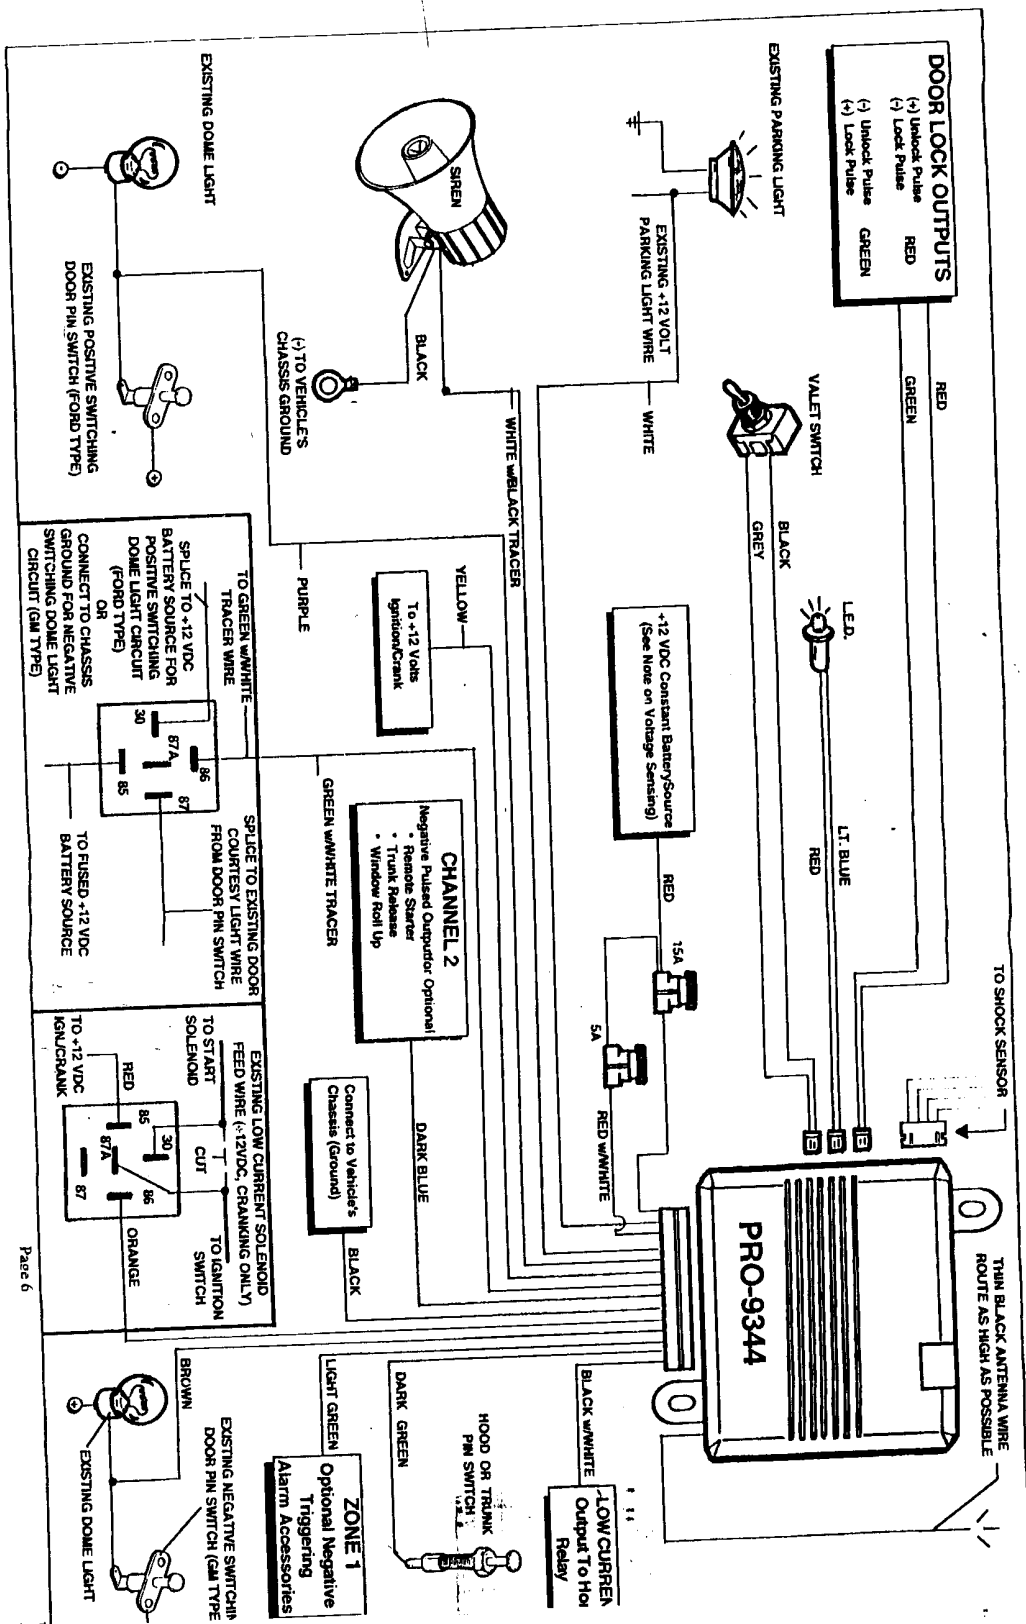 DOOR LOCK OUTPUTS
(+) Unlock Pulse
(-) Lock Pulse
RED
(-) Unlock Pulse
(+) Lock Pulse
GREEN
RED
GREEN
EXISTING PARKING LIGHT
EXISTING +12 VOLT
PARKING LIGHT WIRE
WHITE
VALET SWITCH
BLACK
GREY
L.E.D.
LT. BLUE
RED
TO SHOCK SENSOR
THIN BLACK ANTENNA WIRE
ROUTE AS HIGH AS POSSIBLE
PRO-9344
SIREN
BLACK
(-) TO VEHICLE'S
CHASSIS GROUND
WHITE w/BLACK TRACER
+12 VDC Constant BatterySource
(See Note on Voltage Sensing)
RED
15A
5A
RED w/WHITE
EXISTING DOME LIGHT
EXISTING POSITIVE SWITCHING
DOOR PIN SWITCH (FORD TYPE)
PURPLE
YELLOW
To +12 Volts
Ignition/Crank
CHANNEL 2
Negative Pulsed Outputfor Optional
• Remote Starter
• Trunk Release
• Window Roll Up
DARK BLUE
GREEN w/WHITE TRACER
Connect to Vehicle's
Chassis (Ground)
BLACK
TO GREEN w/WHITE
TRACER WIRE
SPLICE TO +12 VDC
BATTERY SOURCE FOR
POSITIVE SWITCHING
DOME LIGHT CIRCUIT
(FORD TYPE)
OR
CONNECT TO CHASSIS
GROUND FOR NEGATIVE
SWITCHING DOME LIGHT
CIRCUIT (GM TYPE)
86
30
87A
87
85
SPLICE TO EXISTING DOOR
COURTESY LIGHT WIRE
FROM DOOR PIN SWITCH
TO FUSED +12 VDC
BATTERY SOURCE
EXISTING LOW CURRENT SOLENOID
FEED WIRE (+12VDC, CRANKING ONLY)
TO START
SOLENOID
CUT
TO IGNITION
SWITCH
TO +12 VDC
IGN./CRANK
RED
85
30
87A
86
87
ORANGE
BLACK w/WHITE
LOW CURREN
Output To Hor
Relay
HOOD OR TRUNK
PIN SWITCH
DARK GREEN
LIGHT GREEN
ZONE 1
Optional Negative
Triggering
Alarm Accessories
BROWN
EXISTING NEGATIVE SWITCHIN
DOOR PIN SWITCH (GM TYPE
EXISTING DOME LIGHT
Page 6